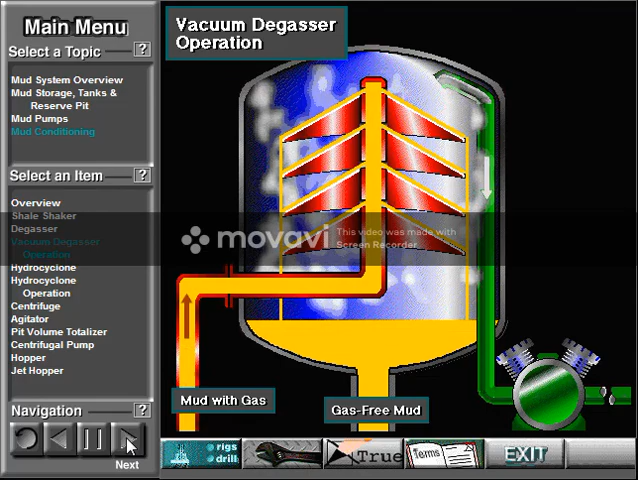 Main Menu
Select a Topic ?
Mud System Overview
Mud Storage, Tanks &
Reserve Pit
Mud Pumps
Mud Conditioning
Select an Item ?
Overview
Shale Shaker
Degasser
Vacuum Degasser
Operation
Hydrocyclone
Hydrocyclone
Operation
Centrifuge
Agitator
Pit Volume Totalizer
Centrifugal Pump
Hopper
Jet Hopper
Navigation ?
Next
Vacuum Degasser
Operation
movavi
This video was made with
Screen Recorder
Mud with Gas
Gas-Free Mud
rigs
drill
True
Terms
EXIT